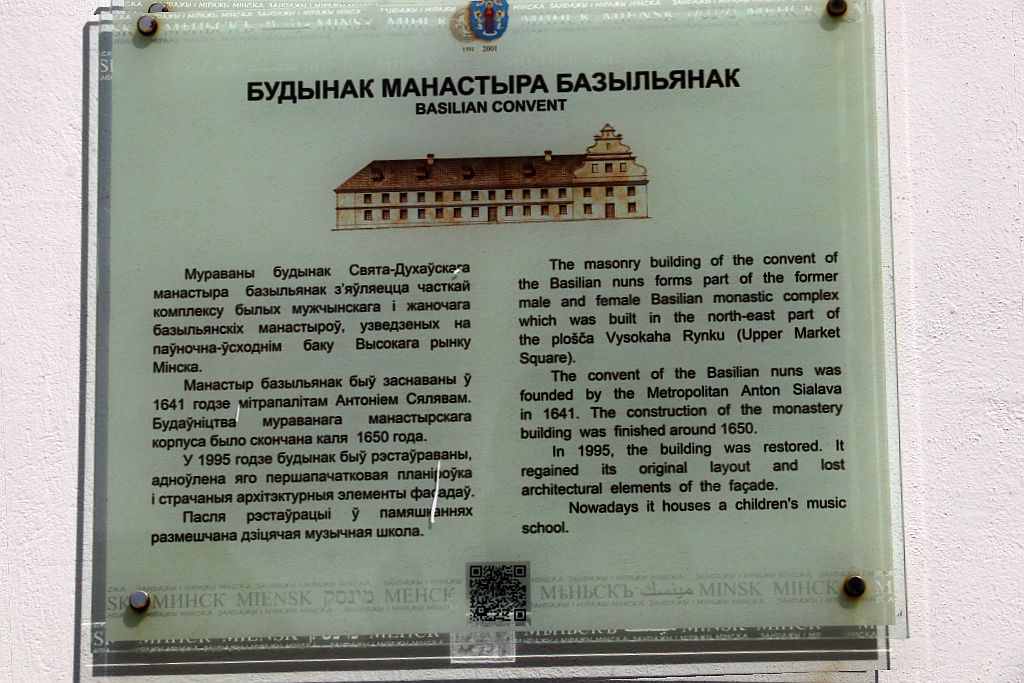 1591 2001
БУДЫНАК МАНАСТЫРА БАЗЫЛЬЯНАК
BASILIAN CONVENT
Мураваны будынак Свята-Духаўскага
манастыра базыльянак з'яўляецца часткай
комплексу былых мужчынскага і жаночага
базыльянскіх манастыроў, узведзеных на
паўночна-ўсходнім баку Высокага рынку
Мінска.
Манастыр базыльянак быў заснаваны ў
1641 годзе мітрапалітам Антоніем Сялявам.
Будаўніцтва мураванага манастырскага
корпуса было скончана каля 1650 года.
У 1995 годзе будынак быў рэстаўраваны,
адноўлена яго першапачатковая планіроўка
і страчаныя архітэктурныя элементы фасадаў.
Пасля рэстаўрацыі ў памяшканнях
размешчана дзіцячая музычная школа.
The masonry building of the convent of
the Basilian nuns forms part of the former
male and female Basilian monastic complex
which was built in the north-east part of
the plošča Vysokaha Rynku (Upper Market
Square).
The convent of the Basilian nuns was
founded by the Metropolitan Anton Sialava
in 1641. The construction of the monastery
building was finished around 1650.
In 1995, the building was restored. It
regained its original layout and lost
architectural elements of the façade.
Nowadays it houses a children's music
school.
МИНСК MIENSK מינסק МЕНСК МѢНЬСКЪ مينسك MINSK МІНСК